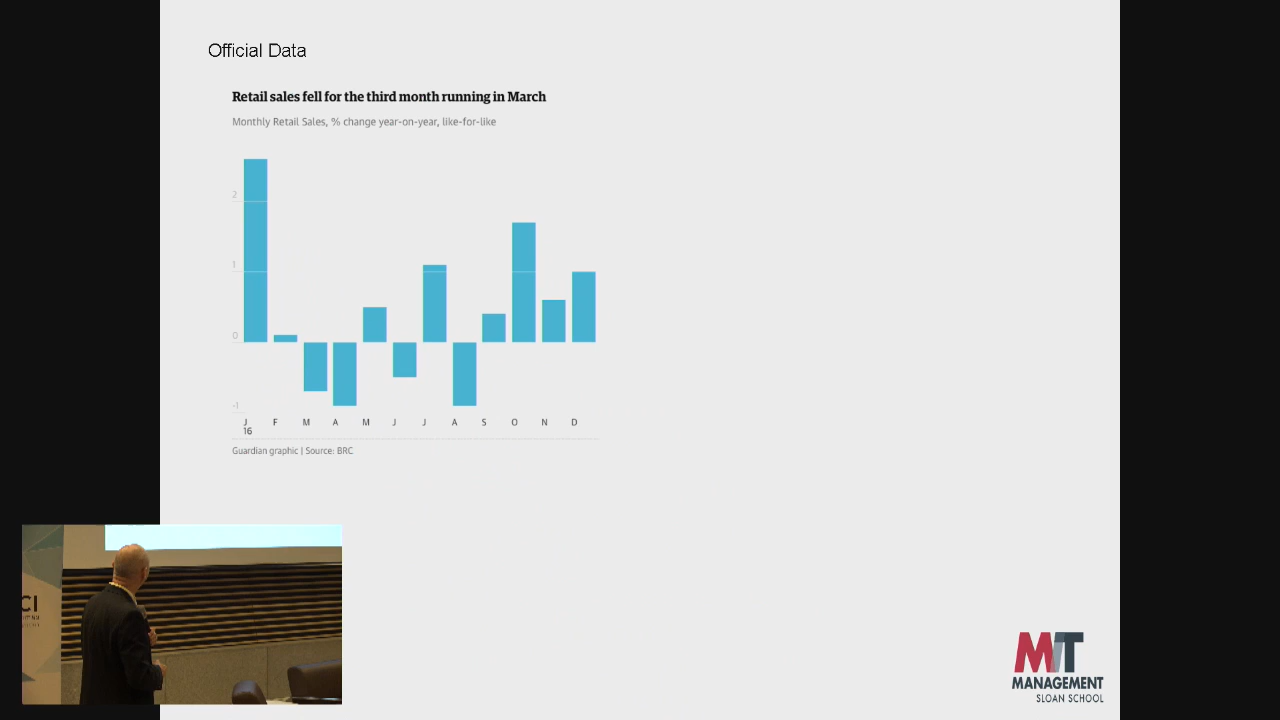 Official Data
Retail sales fell for the third month running in March
Monthly Retail Sales, % change year-on-year, like-for-like
2
1
0
-1
J F M A M J J A S O N D
16
Guardian graphic | Source: BRC
CI
MIT
MANAGEMENT
SLOAN SCHOOL